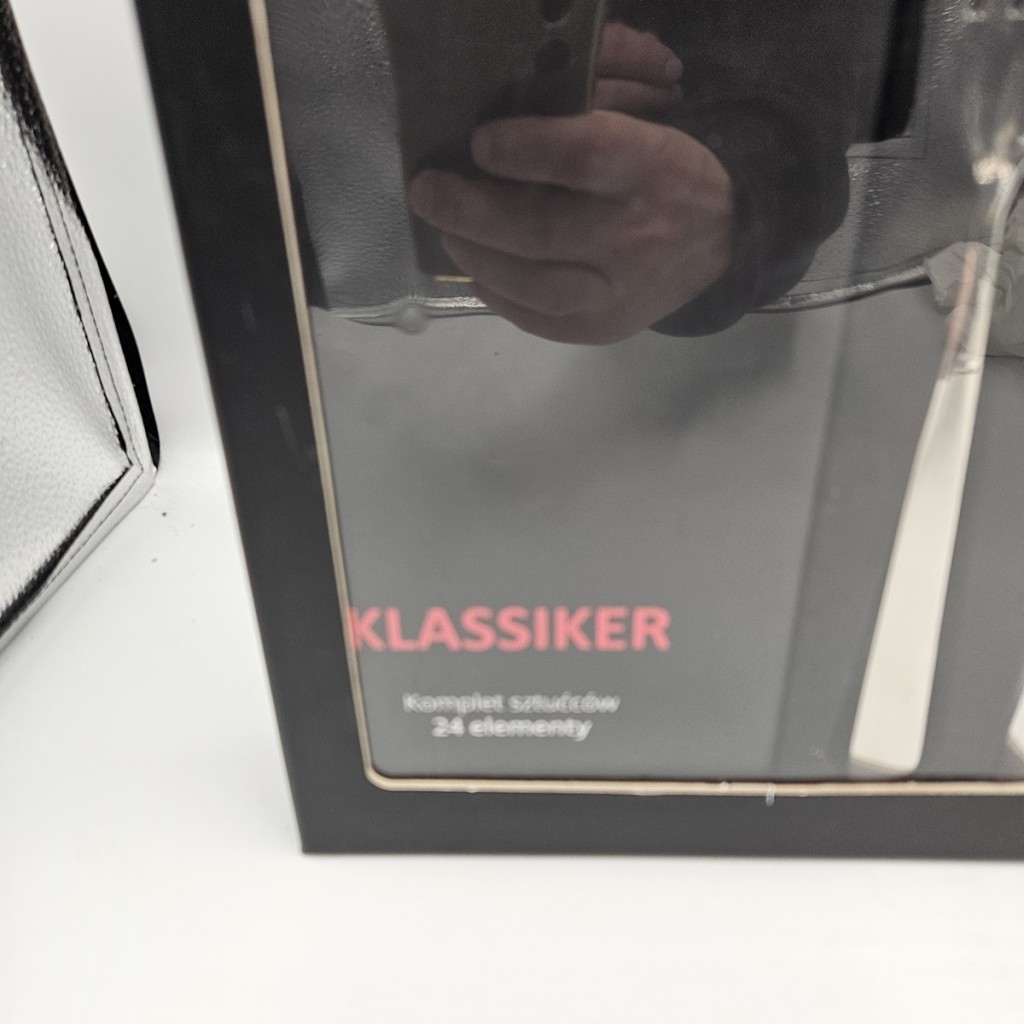 KLASSIKER
Komplet sztućców
24 elementy